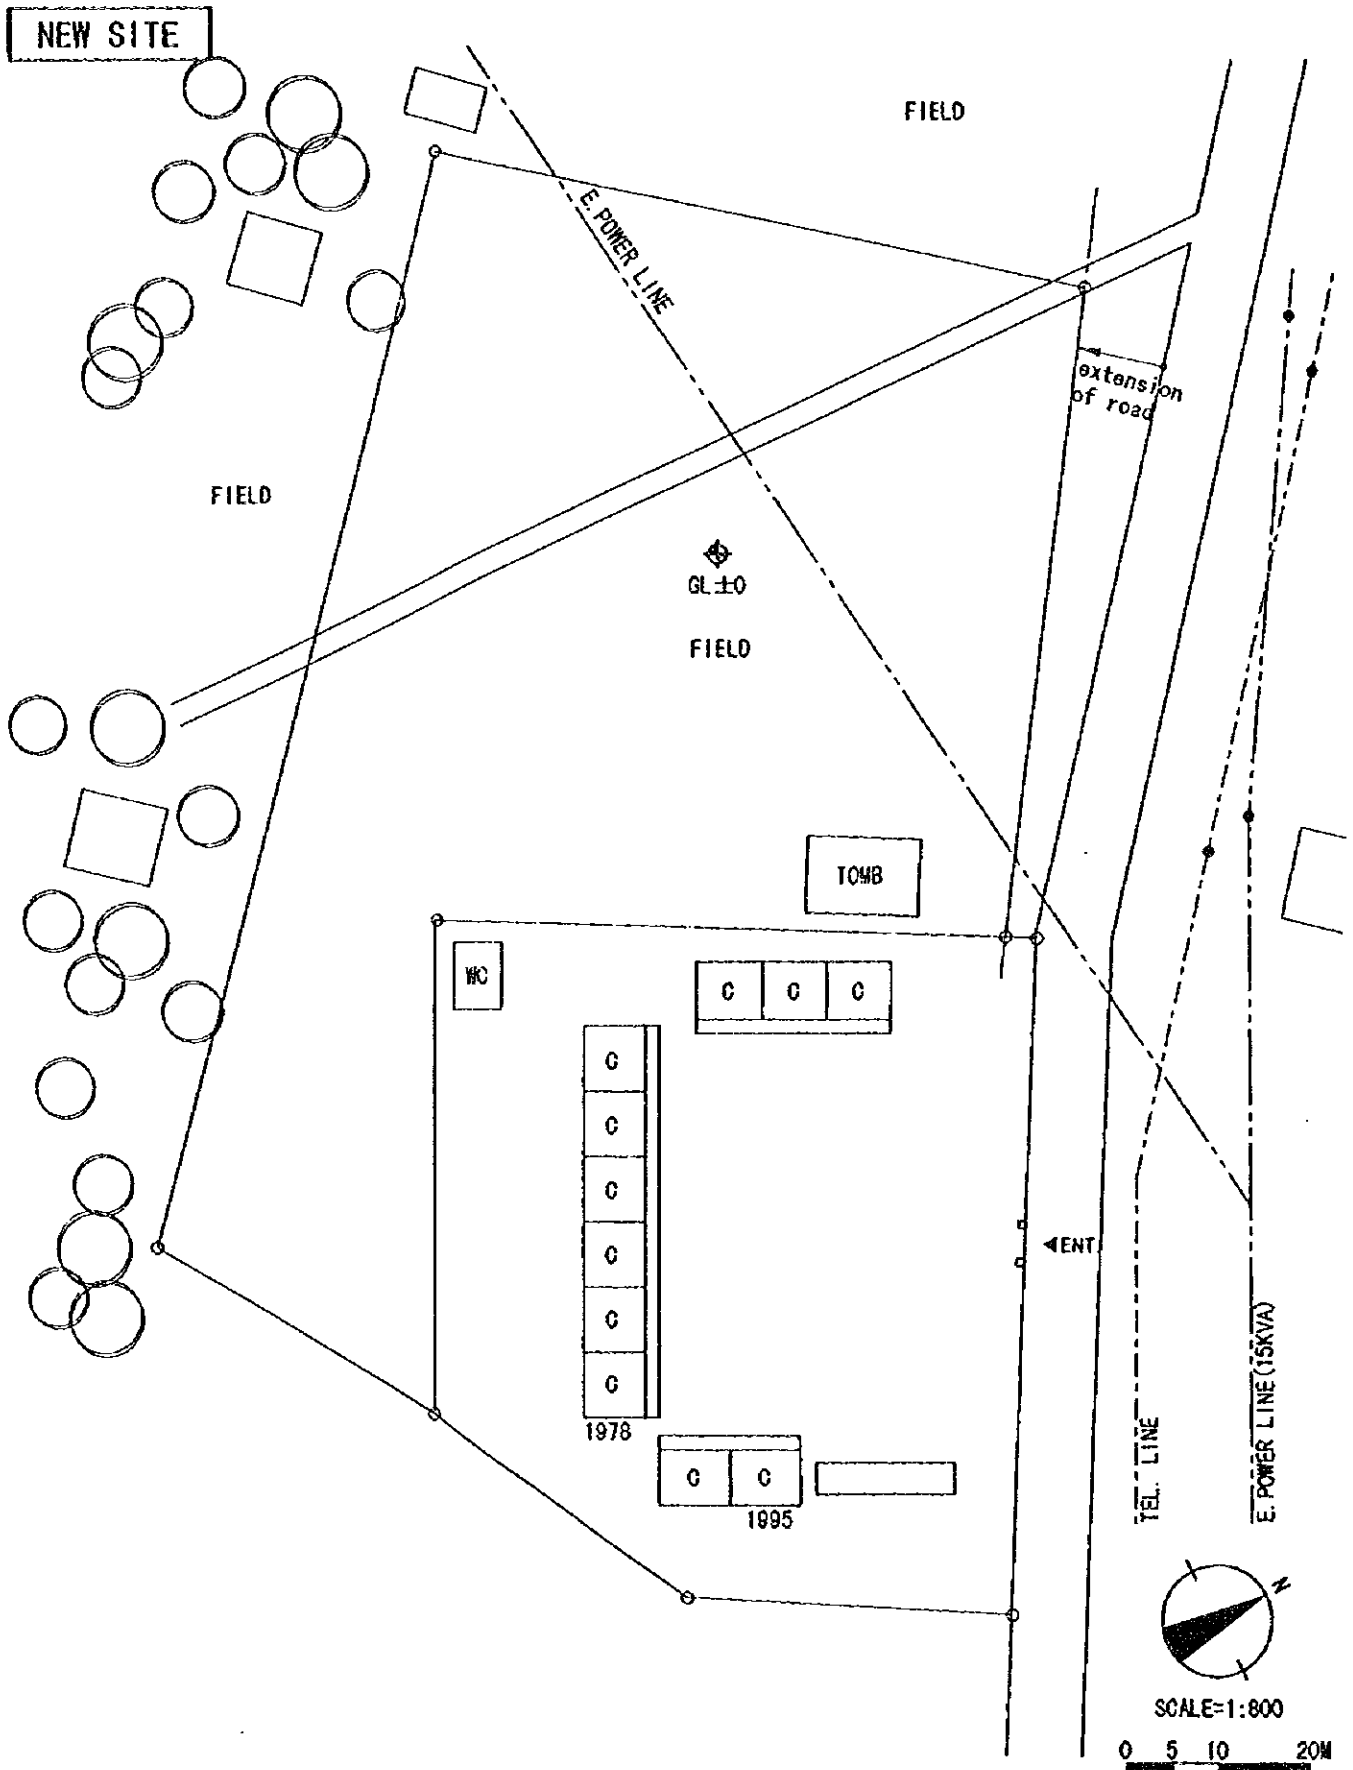 NEW SITE
FIELD
E. POWER LINE
extension
of road
FIELD
GL±0
FIELD
TOMB
WC
C C C
C
C
C
C
C
C
◄ENT.
1978
C C
1995
TEL. LINE
E. POWER LINE(15KVA)
N
SCALE=1:800
0 5 10 20M